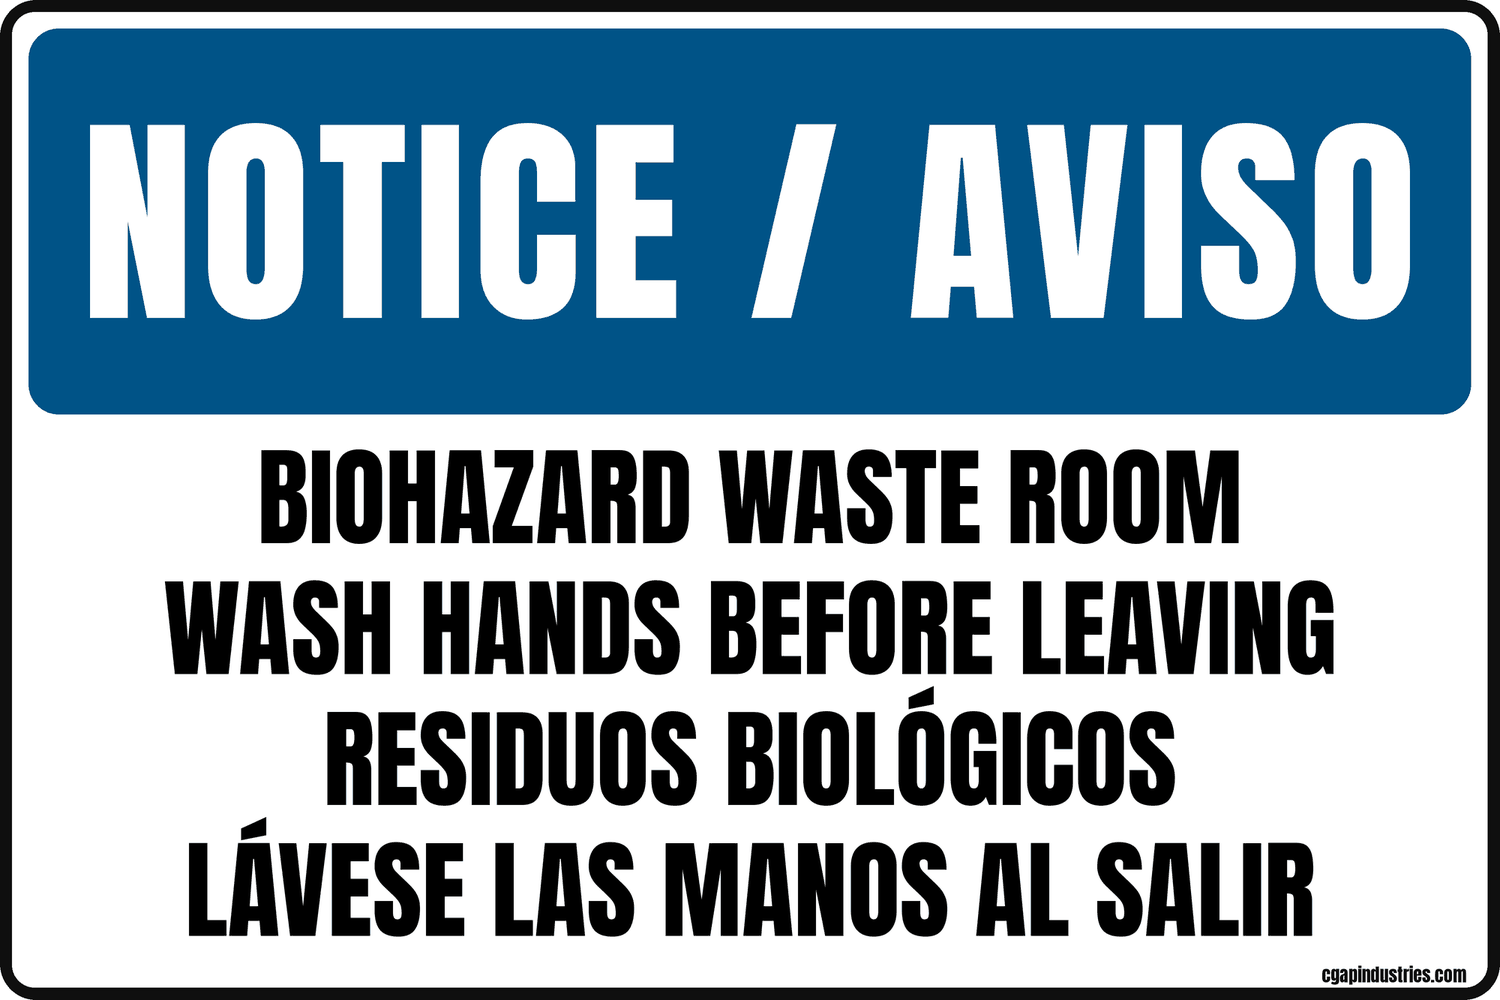 NOTICE / AVISO
BIOHAZARD WASTE ROOM
WASH HANDS BEFORE LEAVING
RESIDUOS BIOLÓGICOS
LÁVESE LAS MANOS AL SALIR
cgapindustries.com